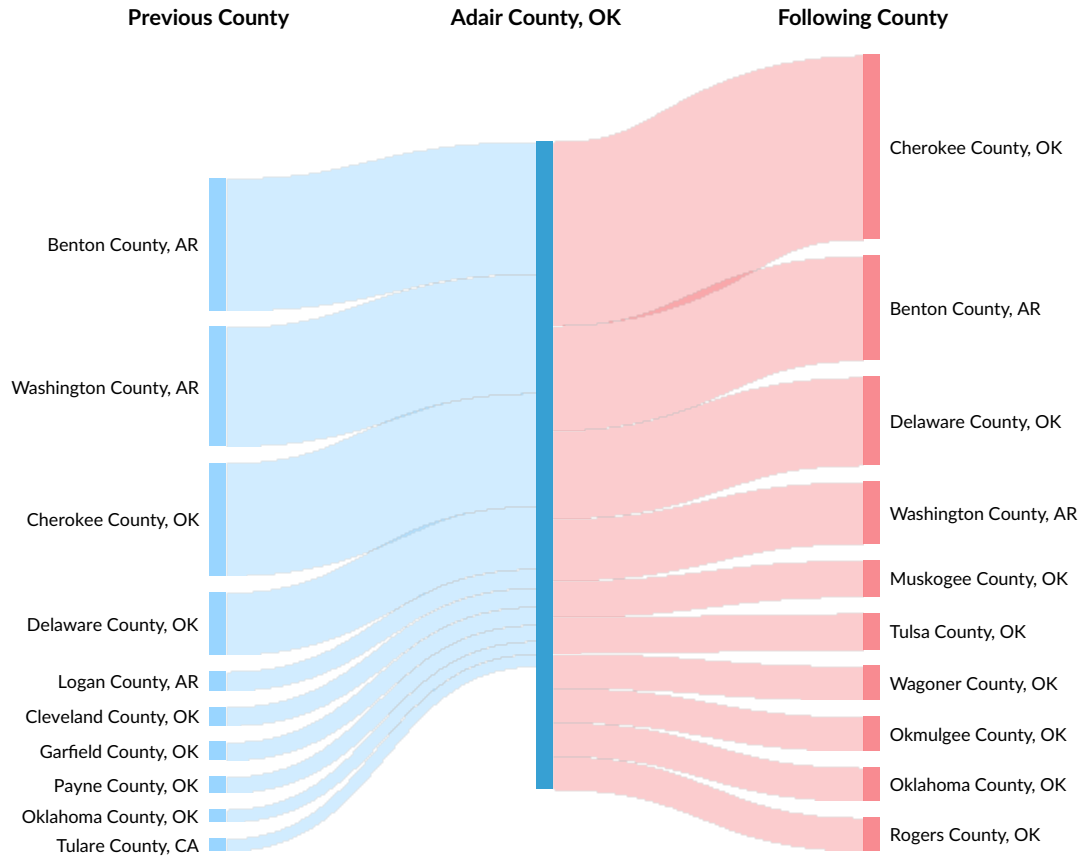 Previous County
Adair County, OK
Following County
Benton County, AR
Washington County, AR
Cherokee County, OK
Delaware County, OK
Logan County, AR
Cleveland County, OK
Garfield County, OK
Payne County, OK
Oklahoma County, OK
Tulare County, CA
Cherokee County, OK
Benton County, AR
Delaware County, OK
Washington County, AR
Muskogee County, OK
Tulsa County, OK
Wagoner County, OK
Okmulgee County, OK
Oklahoma County, OK
Rogers County, OK